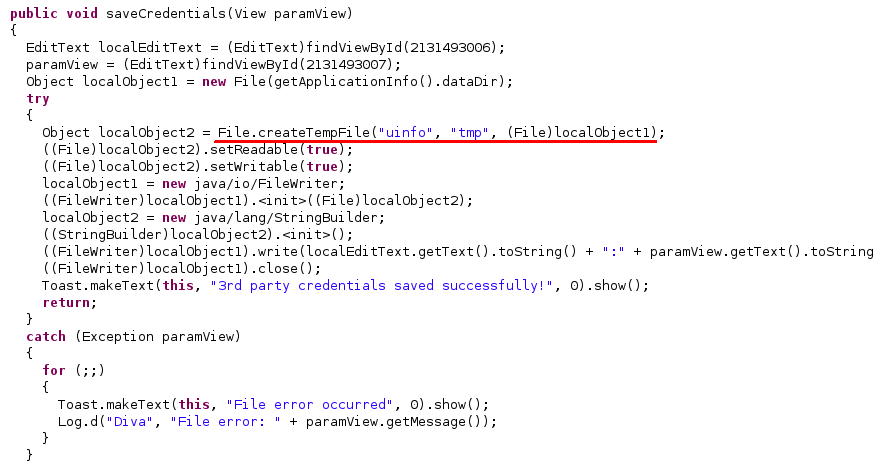 public void saveCredentials(View paramView)
{
  EditText localEditText = (EditText)findViewById(2131493006);
  paramView = (EditText)findViewById(2131493007);
  Object localObject1 = new File(getApplicationInfo().dataDir);
  try
  {
    Object localObject2 = File.createTempFile("uinfo", "tmp", (File)localObject1);
    ((File)localObject2).setReadable(true);
    ((File)localObject2).setWritable(true);
    localObject1 = new java/io/FileWriter;
    ((FileWriter)localObject1).<init>((File)localObject2);
    localObject2 = new java/lang/StringBuilder;
    ((StringBuilder)localObject2).<init>();
    ((FileWriter)localObject1).write(localEditText.getText().toString() + ":" + paramView.getText().toString
    ((FileWriter)localObject1).close();
    Toast.makeText(this, "3rd party credentials saved successfully!", 0).show();
    return;
  }
  catch (Exception paramView)
  {
    for (;;)
    {
      Toast.makeText(this, "File error occurred", 0).show();
      Log.d("Diva", "File error: " + paramView.getMessage());
    }
  }